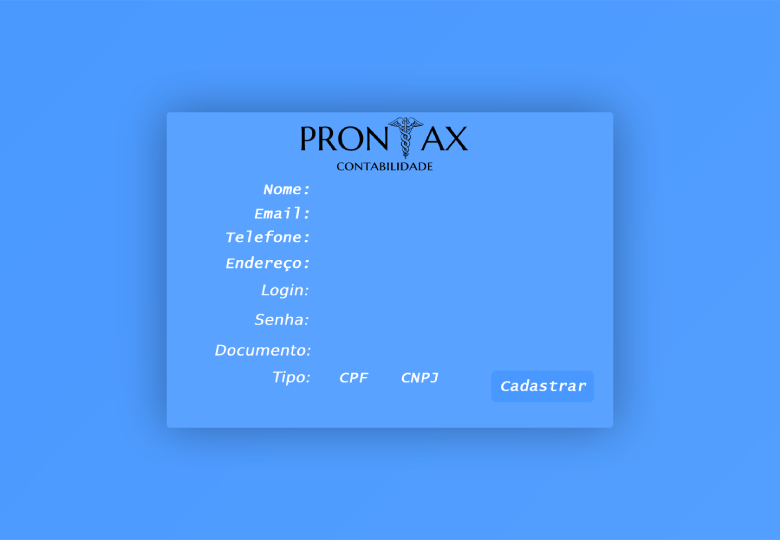 PRONTAX
CONTABILIDADE
Nome:
Email:
Telefone:
Endereço:
Login:
Senha:
Documento:
Tipo: CPF CNPJ
Cadastrar